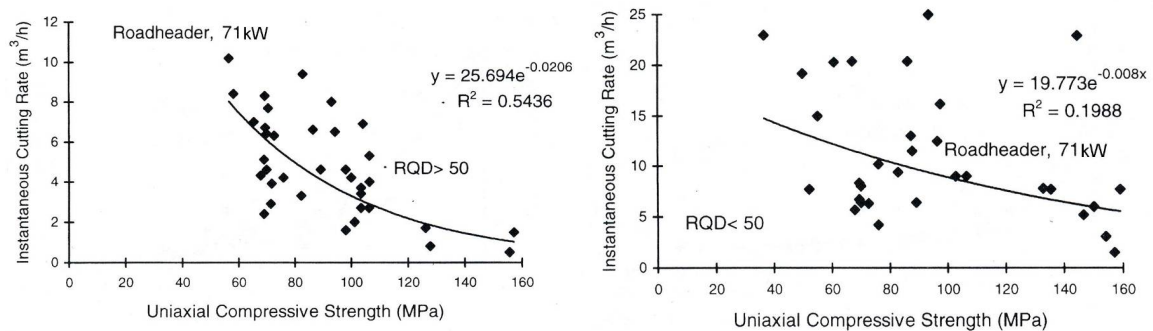 Instantaneous Cutting Rate (m³/h)
12
10
8
6
4
2
0
Roadheader, 71kW
y = 25.694e^-0.0206
R² = 0.5436
RQD> 50
0 20 40 60 80 100 120 140 160
Uniaxial Compressive Strength (MPa)
Instantaneous Cutting Rate (m³/h)
25
20
15
10
5
0
y = 19.773e^-0.008x
R² = 0.1988
Roadheader, 71kW
RQD< 50
0 20 40 60 80 100 120 140 160
Uniaxial Compressive Strength (MPa)